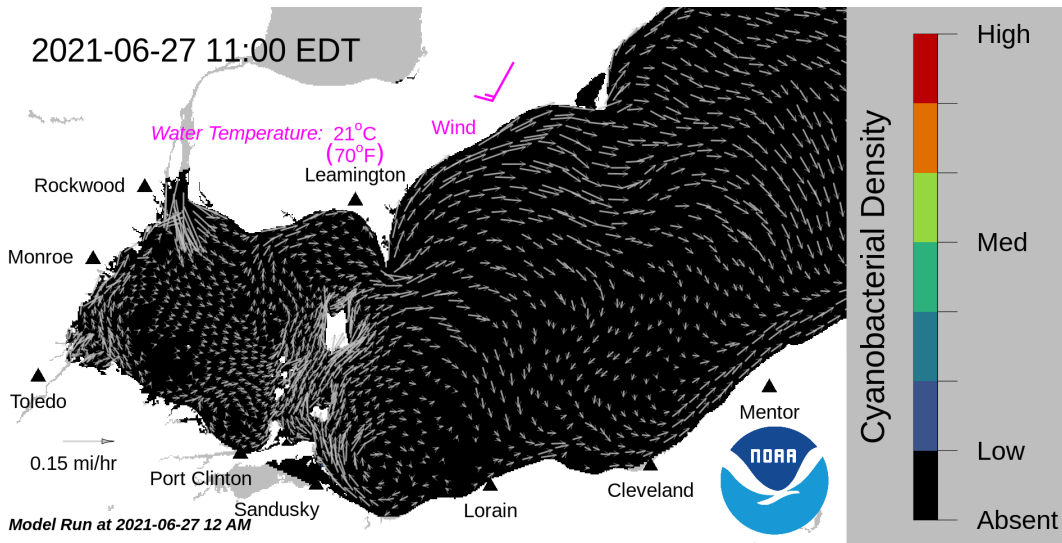 2021-06-27 11:00 EDT
Water Temperature: 21°C
(70°F)
Wind
Leamington
Rockwood
Monroe
Toledo
0.15 mi/hr
Port Clinton
Sandusky
Lorain
Cleveland
Mentor
NOAA
Model Run at 2021-06-27 12 AM
Cyanobacterial Density
High
Med
Low
Absent